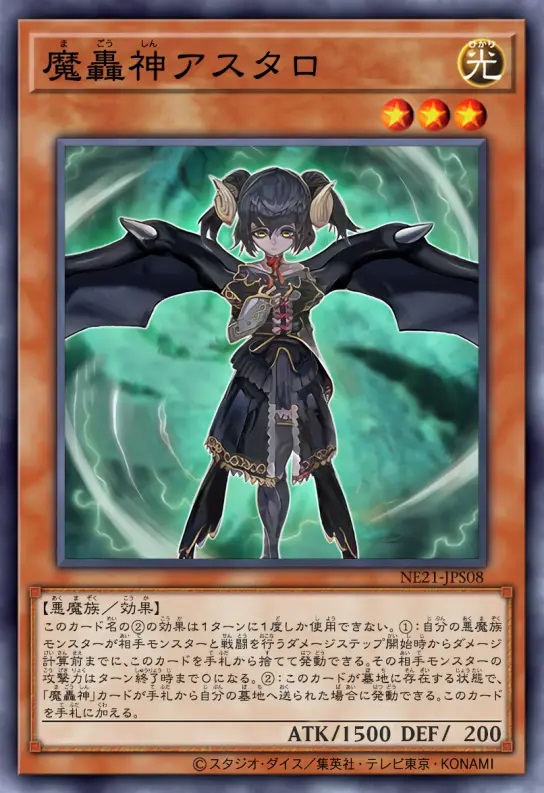 魔轟神アスタロ
光
NE21-JPS08
【悪魔族／効果】
このカード名の②の効果は１ターンに１度しか使用できない。①：自分の悪魔族
モンスターが相手モンスターと戦闘を行うダメージステップ開始時からダメージ
計算前までに、このカードを手札から捨てて発動できる。その相手モンスターの
攻撃力はターン終了時まで０になる。②：このカードが墓地に存在する状態で、
「魔轟神」カードが手札から自分の墓地へ送られた場合に発動できる。このカード
を手札に加える。
ATK/1500 DEF/ 200
©スタジオ・ダイス／集英社・テレビ東京・KONAMI